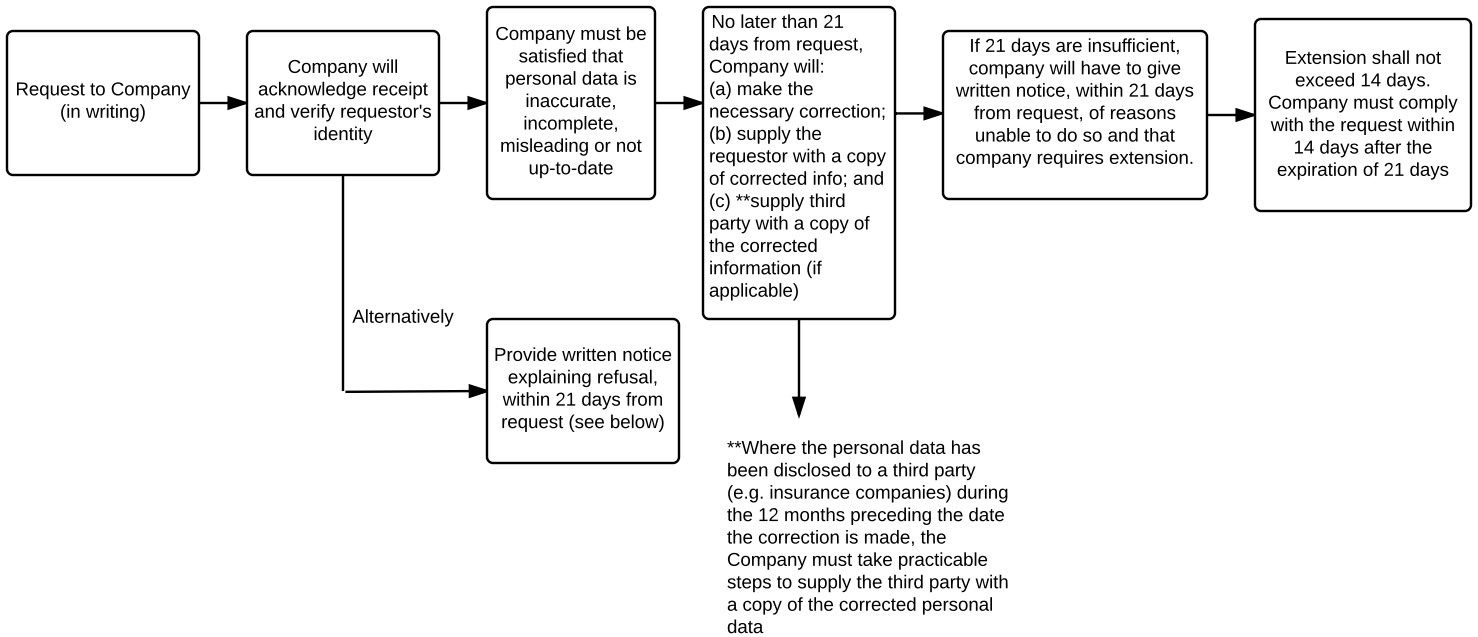 Request to Company
(in writing)
Company will
acknowledge receipt
and verify requestor's
identity
Company must be
satisfied that
personal data is
inaccurate,
incomplete,
misleading or not
up-to-date
No later than 21
days from request,
Company will:
(a) make the
necessary correction;
(b) supply the
requestor with a copy
of corrected info; and
(c) **supply third
party with a copy of
the corrected
information (if
applicable)
If 21 days are insufficient,
company will have to give
written notice, within 21 days
from request, of reasons
unable to do so and that
company requires extension.
Extension shall not
exceed 14 days.
Company must comply
with the request within
14 days after the
expiration of 21 days
Alternatively
Provide written notice
explaining refusal,
within 21 days from
request (see below)
**Where the personal data has
been disclosed to a third party
(e.g. insurance companies) during
the 12 months preceding the date
the correction is made, the
Company must take practicable
steps to supply the third party with
a copy of the corrected personal
data